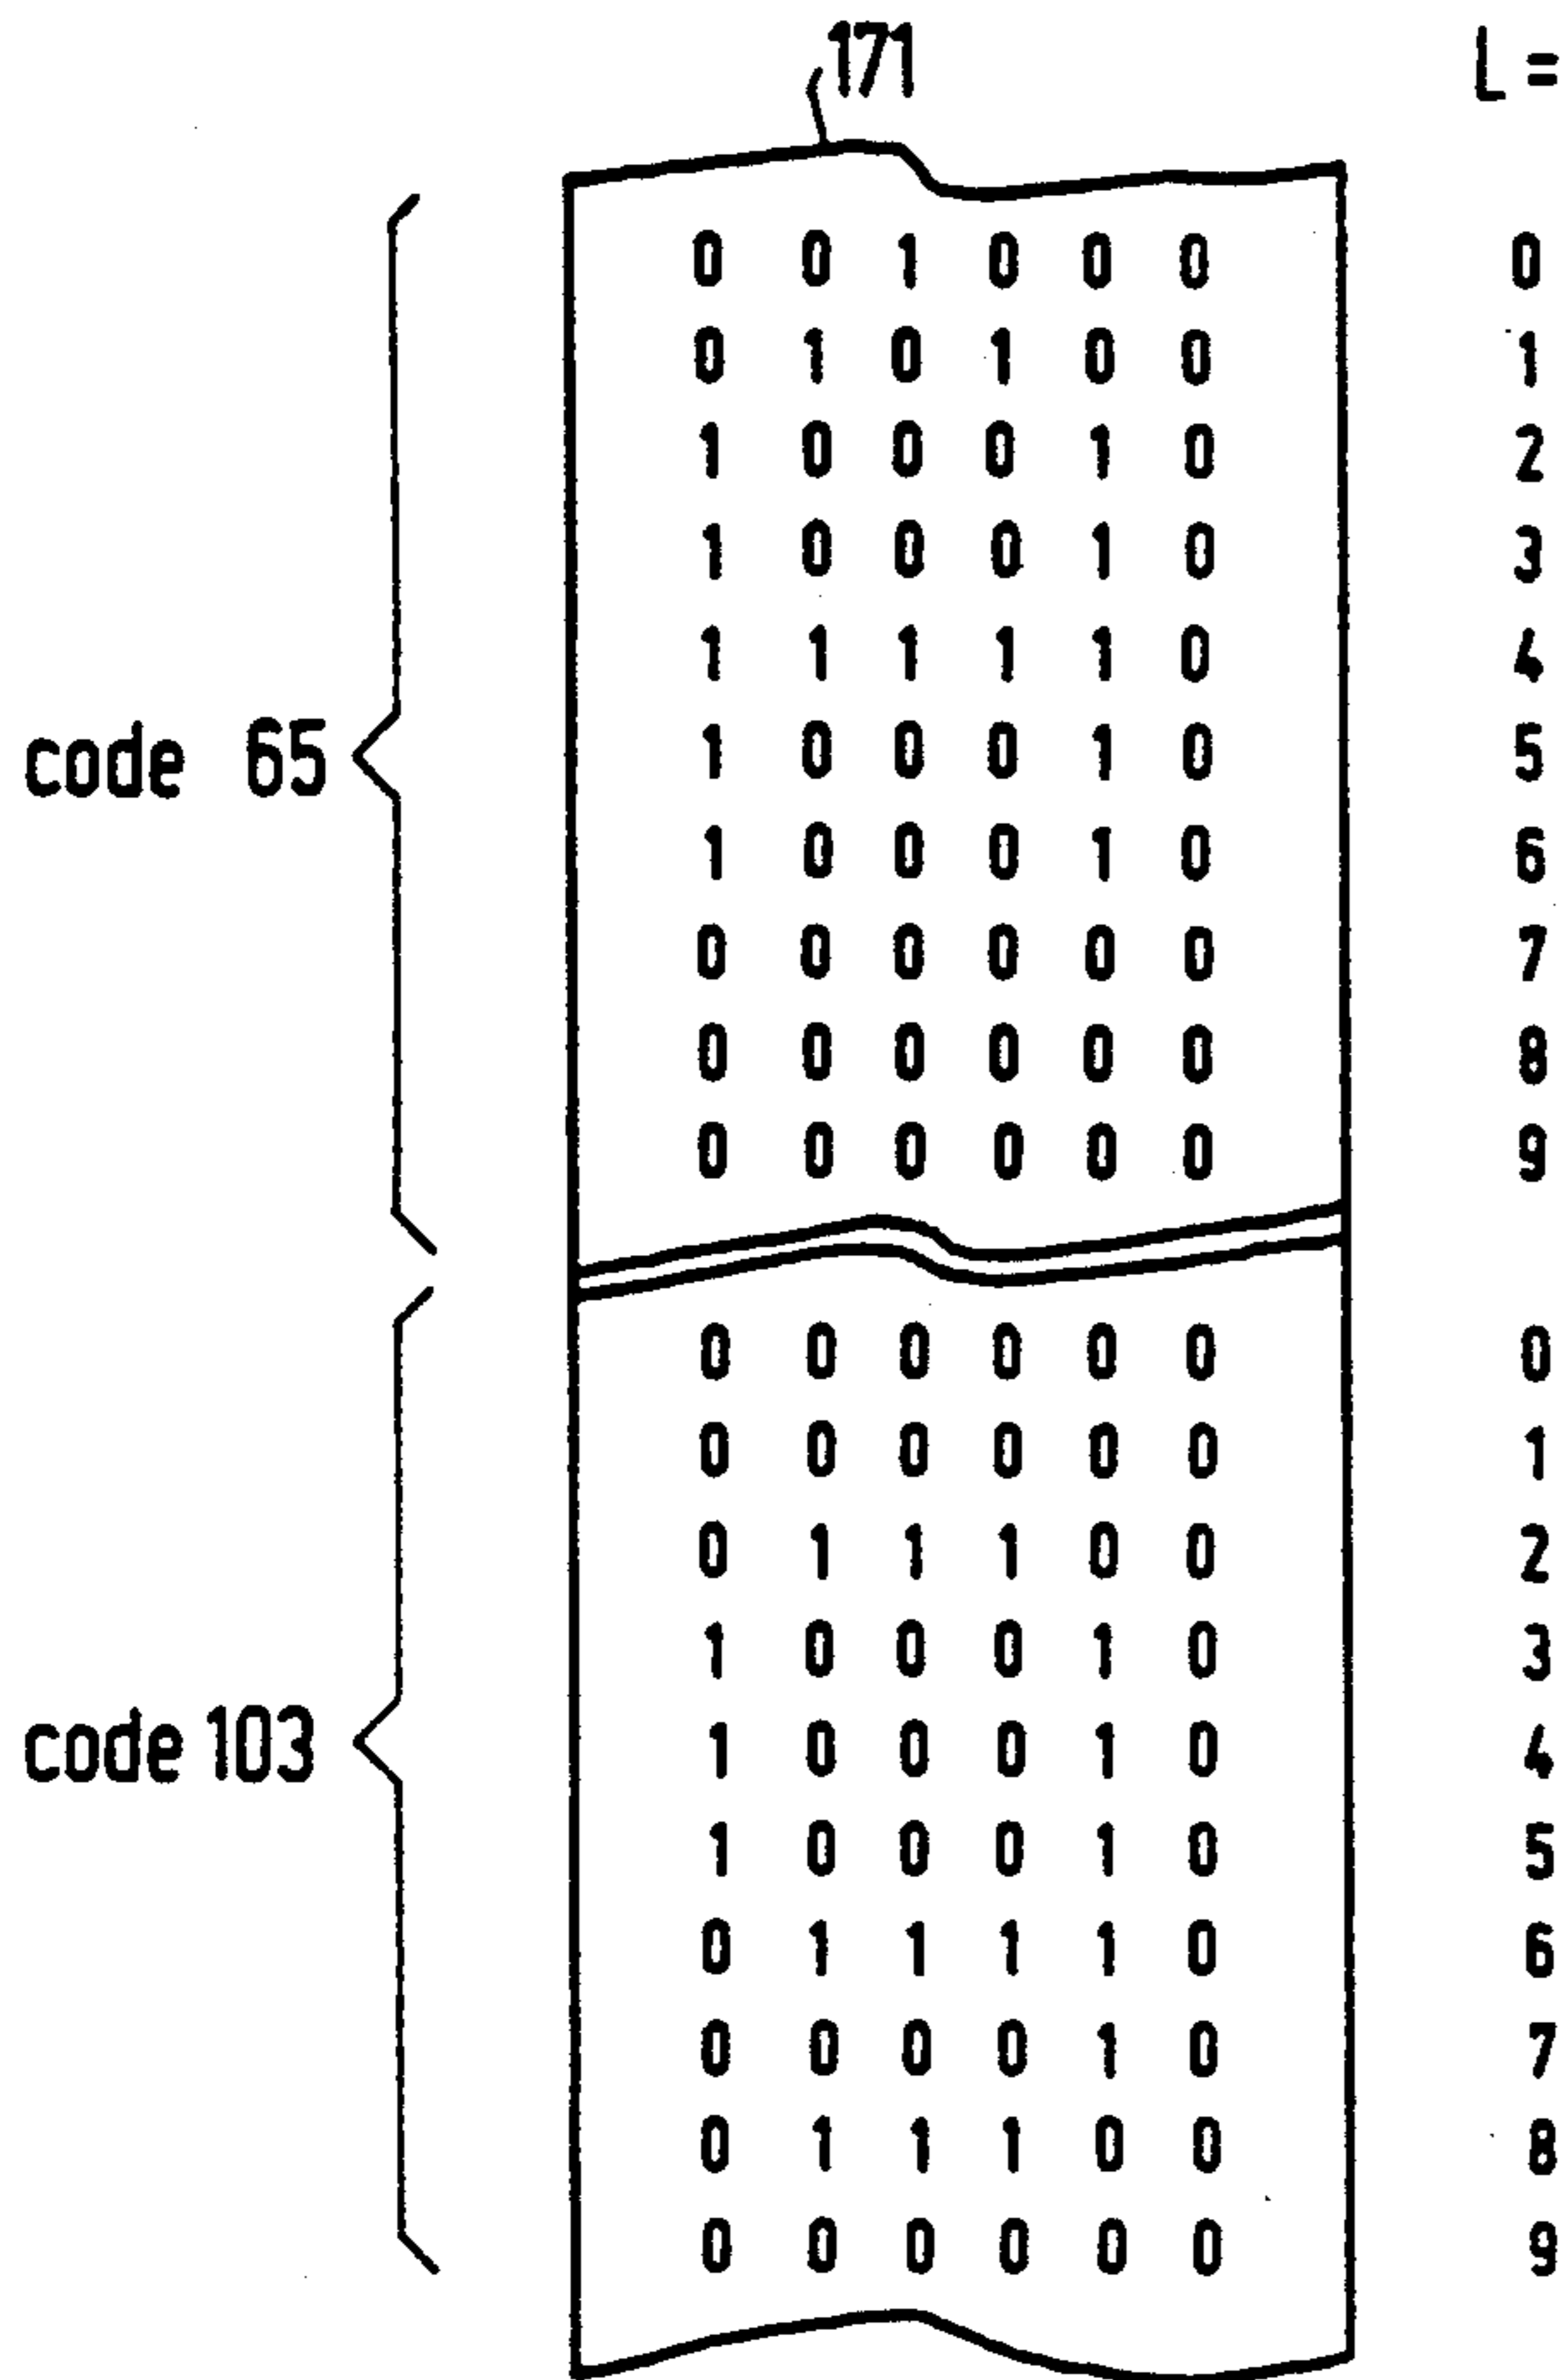 171 L =
0 0 1 0 0 0 0
0 1 0 1 0 0 1
1 0 0 0 1 0 2
1 0 0 0 1 0 3
1 1 1 1 1 0 4
code 65 1 0 0 0 1 0 5
1 0 0 0 1 0 6
0 0 0 0 0 0 7
0 0 0 0 0 0 8
0 0 0 0 0 0 9
0 0 0 0 0 0 0
0 0 0 0 0 0 1
0 1 1 1 0 0 2
1 0 0 0 1 0 3
code 103 1 0 0 0 1 0 4
1 0 0 0 1 0 5
0 1 1 1 1 0 6
0 0 0 0 1 0 7
0 1 1 1 0 0 8
0 0 0 0 0 0 9